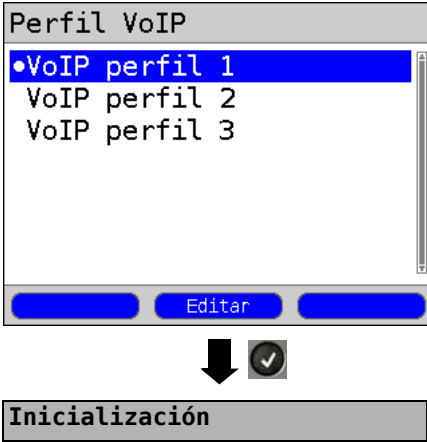 Perfil VoIP
VoIP perfil 1
VoIP perfil 2
VoIP perfil 3
Editar
Inicialización